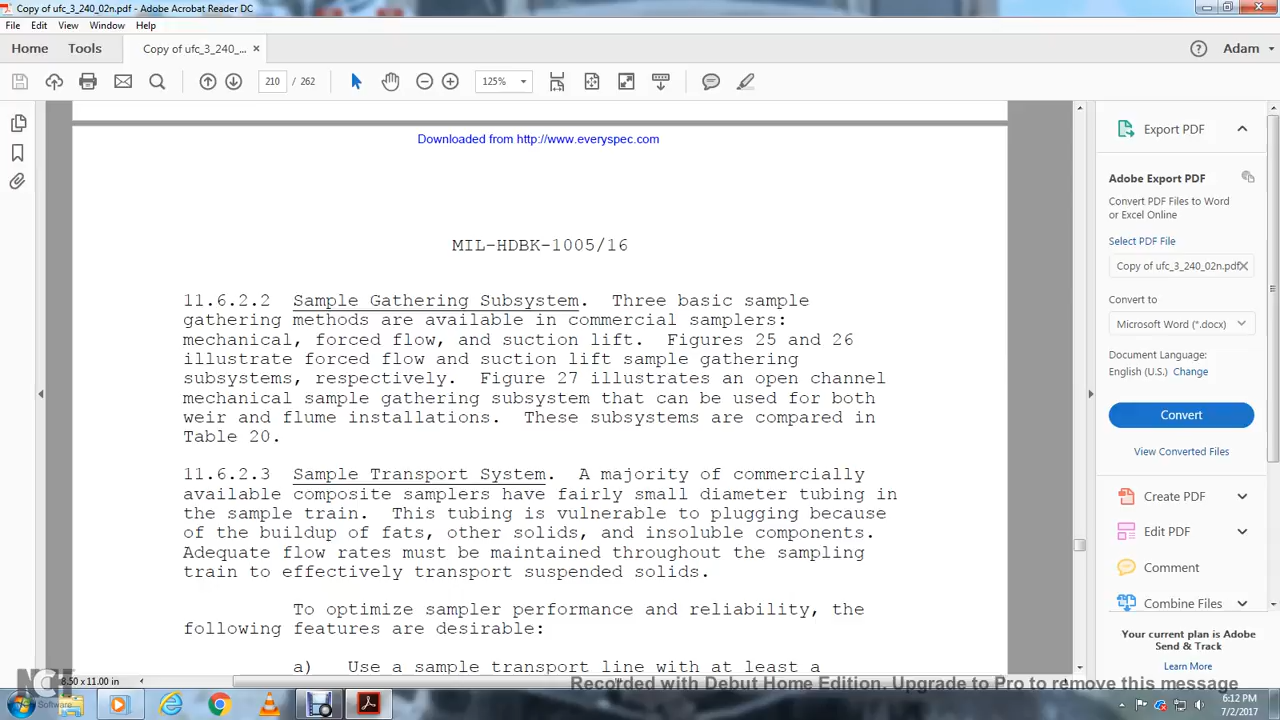 Copy of ufc_3_240_02n.pdf - Adobe Acrobat Reader DC
File Edit View Window Help
Home Tools Copy of ufc_3_240_02n.... × Adam
210 / 262 125%
Downloaded from http://www.everyspec.com
MIL-HDBK-1005/16
11.6.2.2 Sample Gathering Subsystem. Three basic sample
gathering methods are available in commercial samplers:
mechanical, forced flow, and suction lift. Figures 25 and 26
illustrate forced flow and suction lift sample gathering
subsystems, respectively. Figure 27 illustrates an open channel
mechanical sample gathering subsystem that can be used for both
weir and flume installations. These subsystems are compared in
Table 20.
11.6.2.3 Sample Transport System. A majority of commercially
available composite samplers have fairly small diameter tubing in
the sample train. This tubing is vulnerable to plugging because
of the buildup of fats, other solids, and insoluble components.
Adequate flow rates must be maintained throughout the sampling
train to effectively transport suspended solids.
To optimize sampler performance and reliability, the
following features are desirable:
a) Use a sample transport line with at least a
Export PDF
Adobe Export PDF
Convert PDF Files to Word
or Excel Online
Select PDF File
Copy of ufc_3_240_02n.pdf
Convert to
Microsoft Word (*.docx)
Document Language:
English (U.S.) Change
Convert
View Converted Files
Create PDF
Edit PDF
Comment
Combine Files
Your current plan is Adobe
Send & Track
Learn More
8.50 x 11.00 in
NCH Software
Recorded with Debut Home Edition. Upgrade to Pro to remove this message
6:12 PM
7/2/2017